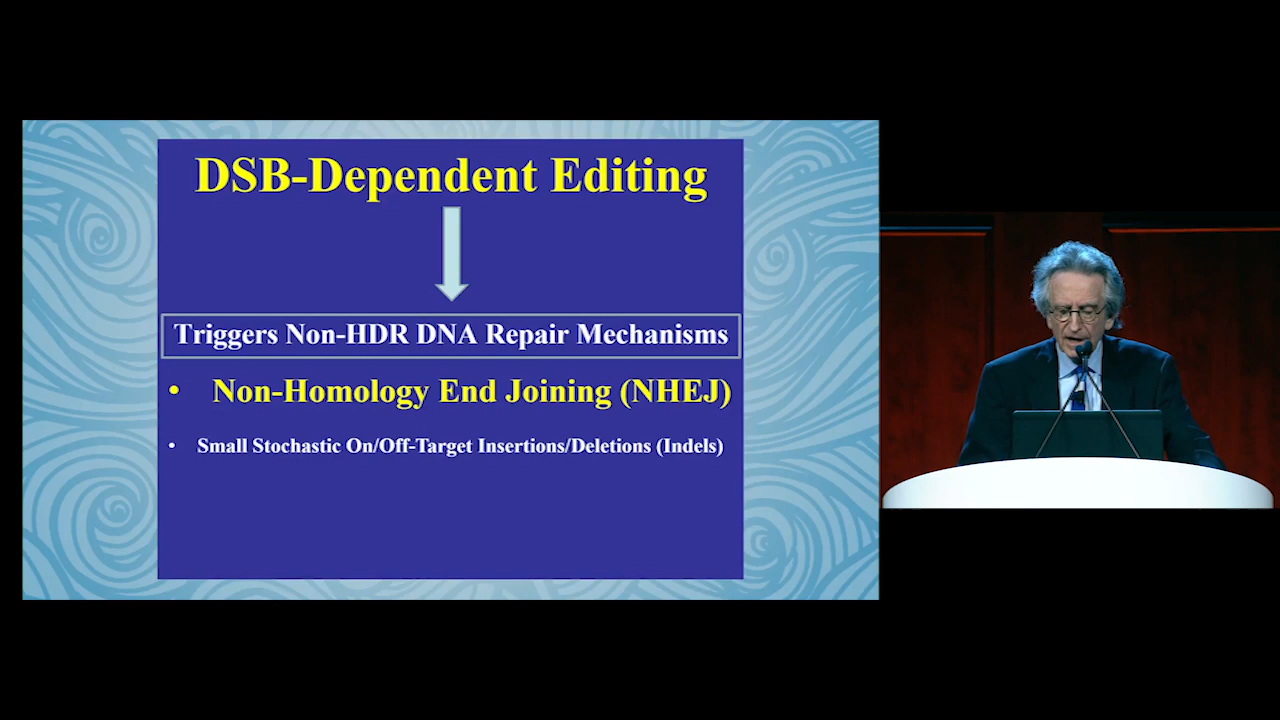 DSB-Dependent Editing
Triggers Non-HDR DNA Repair Mechanisms
• Non-Homology End Joining (NHEJ)
• Small Stochastic On/Off-Target Insertions/Deletions (Indels)